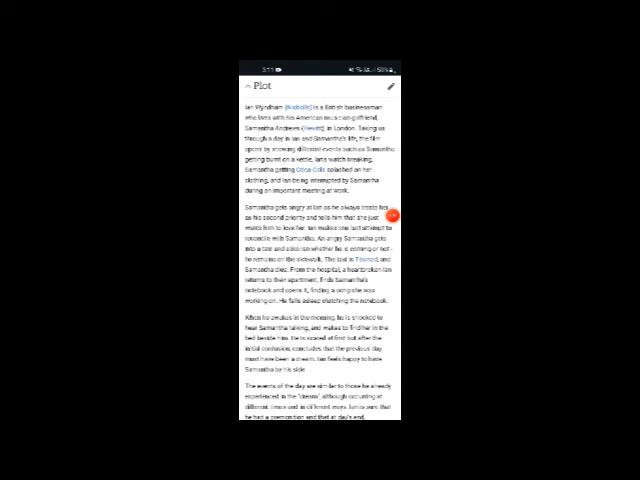 Plot
Ian Wyndham (Nicholls) is a British businessman
who lives with his American musician girlfriend,
Samantha Andrews (Hewitt), in London. Taking us
through a day in Ian and Samantha's life, the film
opens by showing different events such as Samantha
getting burnt on a kettle, Ian's watch breaking,
Samantha getting Coca-Cola splashed on her
clothing, and Ian being interrupted by Samantha
during an important meeting at work.
Samantha gets angry at Ian as he always treats her
as his second priority and tells him that she just
wants him to love her. Ian makes one last attempt to
reconcile with Samantha. An angry Samantha gets
into a taxi and asks Ian whether he is coming or not -
he remains on the sidewalk. The taxi is T-boned, and
Samantha dies. From the hospital, a heartbroken Ian
returns to their apartment, finds Samantha's
notebook and opens it, finding a song she was
working on. He falls asleep clutching the notebook.
When he awakes in the morning, he is shocked to
hear Samantha talking, and wakes to find her in the
bed beside him. He is scared at first but after the
initial confusion, concludes that the previous day
must have been a dream. Ian feels happy to have
Samantha by his side.
The events of the day are similar to those he already
experienced in the "dream", although occurring at
different times and in different ways. Ian is sure that
he had a premonition and that at day's end,